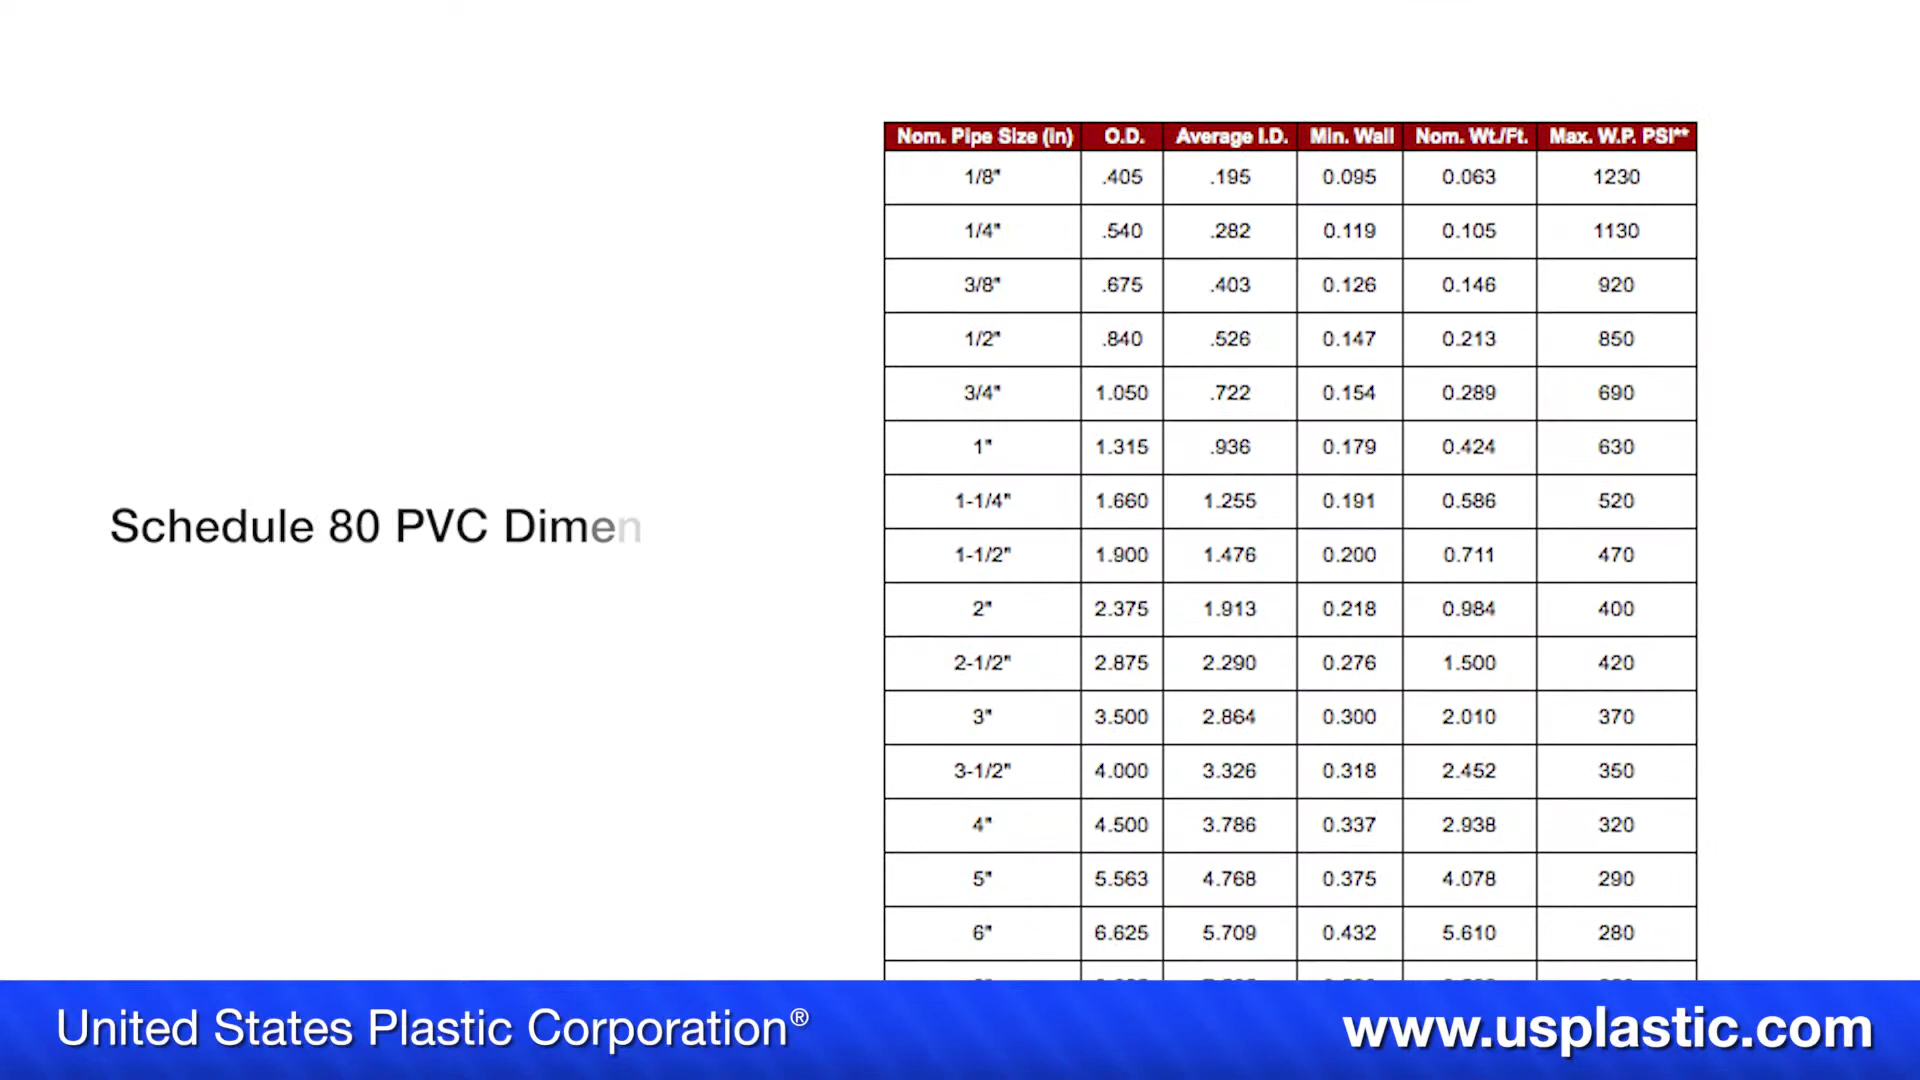 Schedule 80 PVC Dimen
Nom. Pipe Size (in) O.D. Average I.D. Min. Wall Nom. Wt./Ft. Max. W.P. PSI**
1/8" .405 .195 0.095 0.063 1230
1/4" .540 .282 0.119 0.105 1130
3/8" .675 .403 0.126 0.146 920
1/2" .840 .526 0.147 0.213 850
3/4" 1.050 .722 0.154 0.289 690
1" 1.315 .936 0.179 0.424 630
1-1/4" 1.660 1.255 0.191 0.586 520
1-1/2" 1.900 1.476 0.200 0.711 470
2" 2.375 1.913 0.218 0.984 400
2-1/2" 2.875 2.290 0.276 1.500 420
3" 3.500 2.864 0.300 2.010 370
3-1/2" 4.000 3.326 0.318 2.452 350
4" 4.500 3.786 0.337 2.938 320
5" 5.563 4.768 0.375 4.078 290
6" 6.625 5.709 0.432 5.610 280
United States Plastic Corporation®
www.usplastic.com